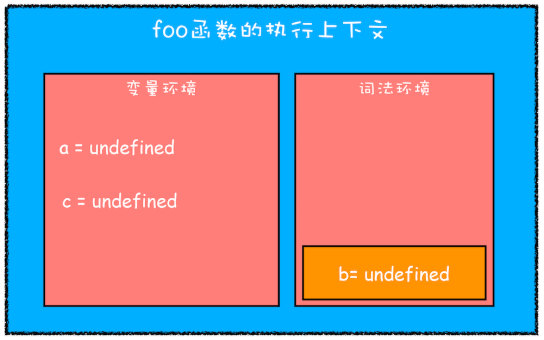 foo函数的执行上下文
变量环境
a = undefined
c = undefined
词法环境
b= undefined